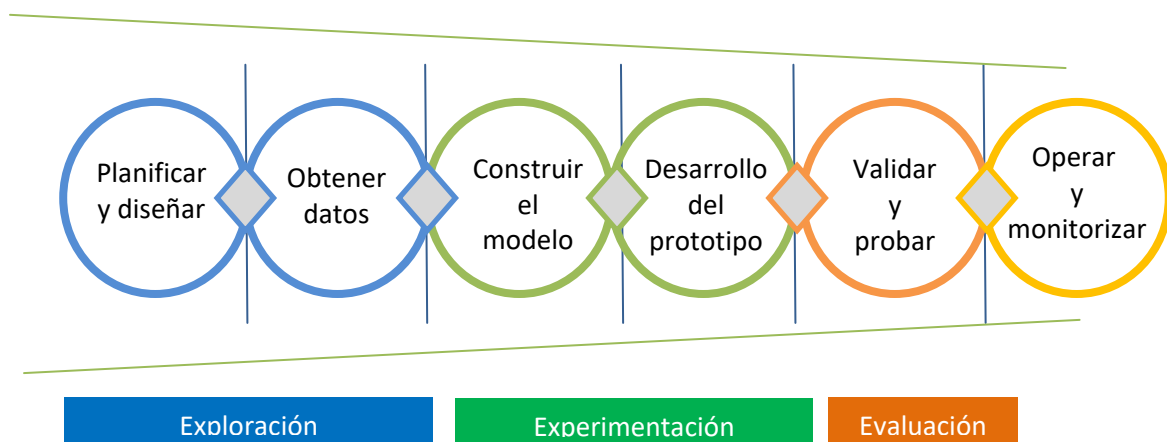 Planificar
y diseñar
Obtener
datos
Construir
el
modelo
Desarrollo
del
prototipo
Validar
y
probar
Operar
y
monitorizar
Exploración
Experimentación
Evaluación